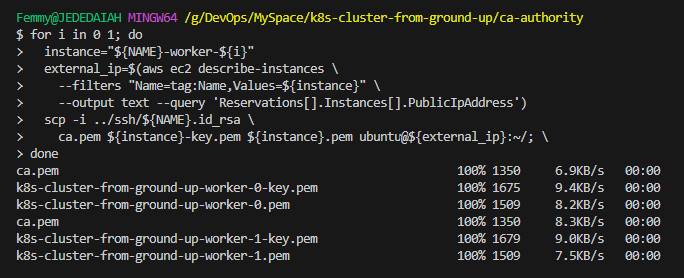 Femmy@JEDEDAIAH MINGW64 /g/DevOps/MySpace/k8s-cluster-from-ground-up/ca-authority
$ for i in 0 1; do
>   instance="${NAME}-worker-${i}"
>   external_ip=$(aws ec2 describe-instances \
>     --filters "Name=tag:Name,Values=${instance}" \
>     --output text --query 'Reservations[].Instances[].PublicIpAddress')
>   scp -i ../ssh/${NAME}.id_rsa \
>     ca.pem ${instance}-key.pem ${instance}.pem ubuntu@${external_ip}:~/; \
> done
ca.pem 100% 1350 6.9KB/s 00:00
k8s-cluster-from-ground-up-worker-0-key.pem 100% 1675 9.4KB/s 00:00
k8s-cluster-from-ground-up-worker-0.pem 100% 1509 8.2KB/s 00:00
ca.pem 100% 1350 8.3KB/s 00:00
k8s-cluster-from-ground-up-worker-1-key.pem 100% 1679 9.0KB/s 00:00
k8s-cluster-from-ground-up-worker-1.pem 100% 1509 7.5KB/s 00:00